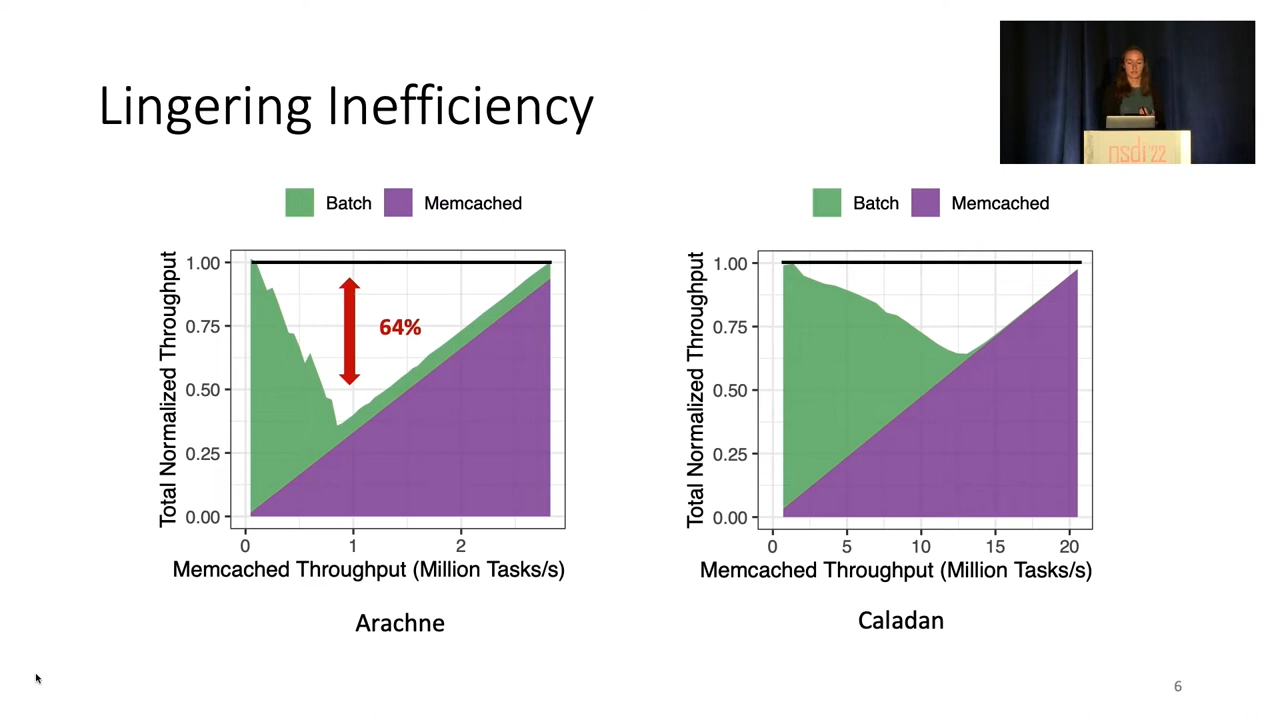 Lingering Inefficiency
nsdi '22
Batch Memcached
Total Normalized Throughput
1.00
0.75
0.50
0.25
0.00
64%
0 1 2
Memcached Throughput (Million Tasks/s)
Arachne
Batch Memcached
Total Normalized Throughput
1.00
0.75
0.50
0.25
0.00
0 5 10 15 20
Memcached Throughput (Million Tasks/s)
Caladan
6